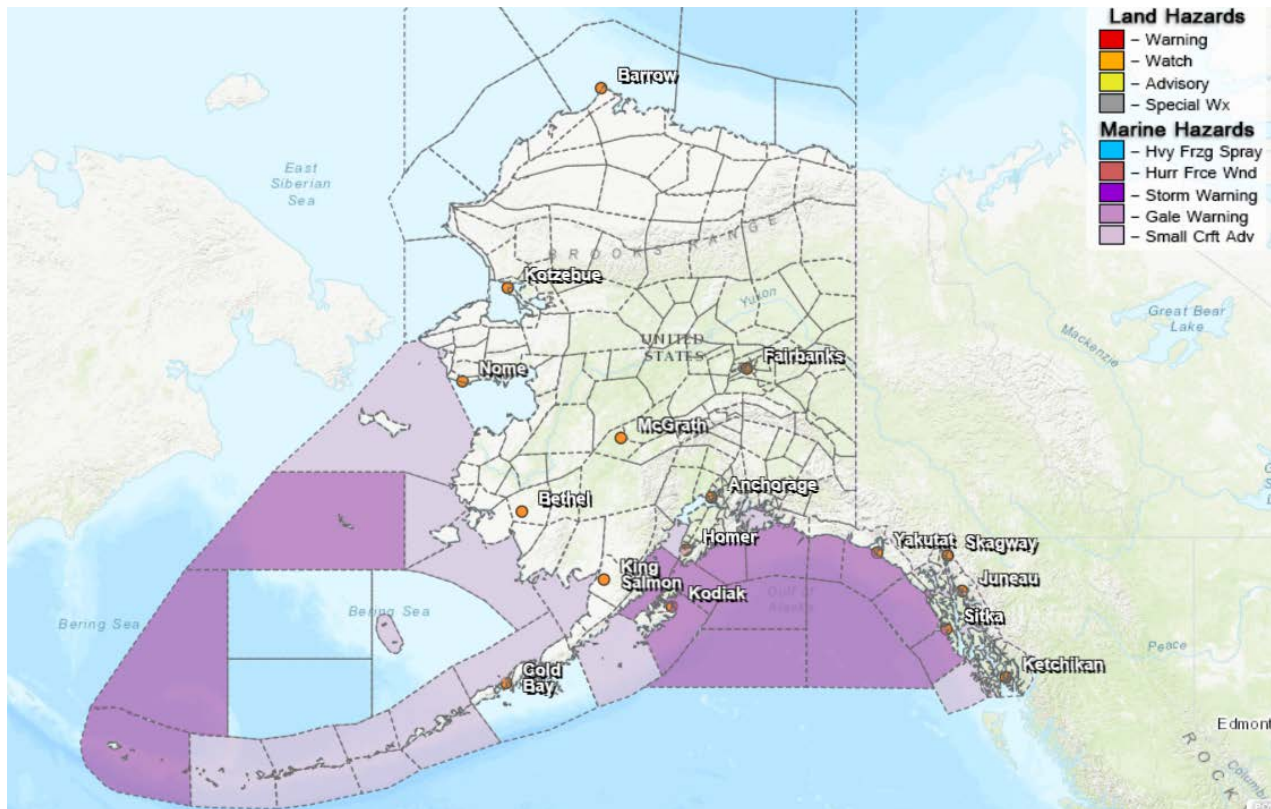 Land Hazards
– Warning
– Watch
– Advisory
– Special Wx
Marine Hazards
– Hvy Frzg Spray
– Hurr Frce Wnd
– Storm Warning
– Gale Warning
– Small Crft Adv
Barrow
East
Siberian
Sea
BROOKS RANGE
Kotzebue
Yukon
Great Bear
Lake
Mackenzie
UNITED
STATES
Fairbanks
Nome
McGrath
Anchorage
Bethel
Homer
Yakutat
Skagway
King
Salmon
Juneau
Kodiak
Gulf of
Alaska
Bering Sea
Bering Sea
Sitka
Peace
Cold
Bay
Ketchikan
Edmont
ROCK
Columbia